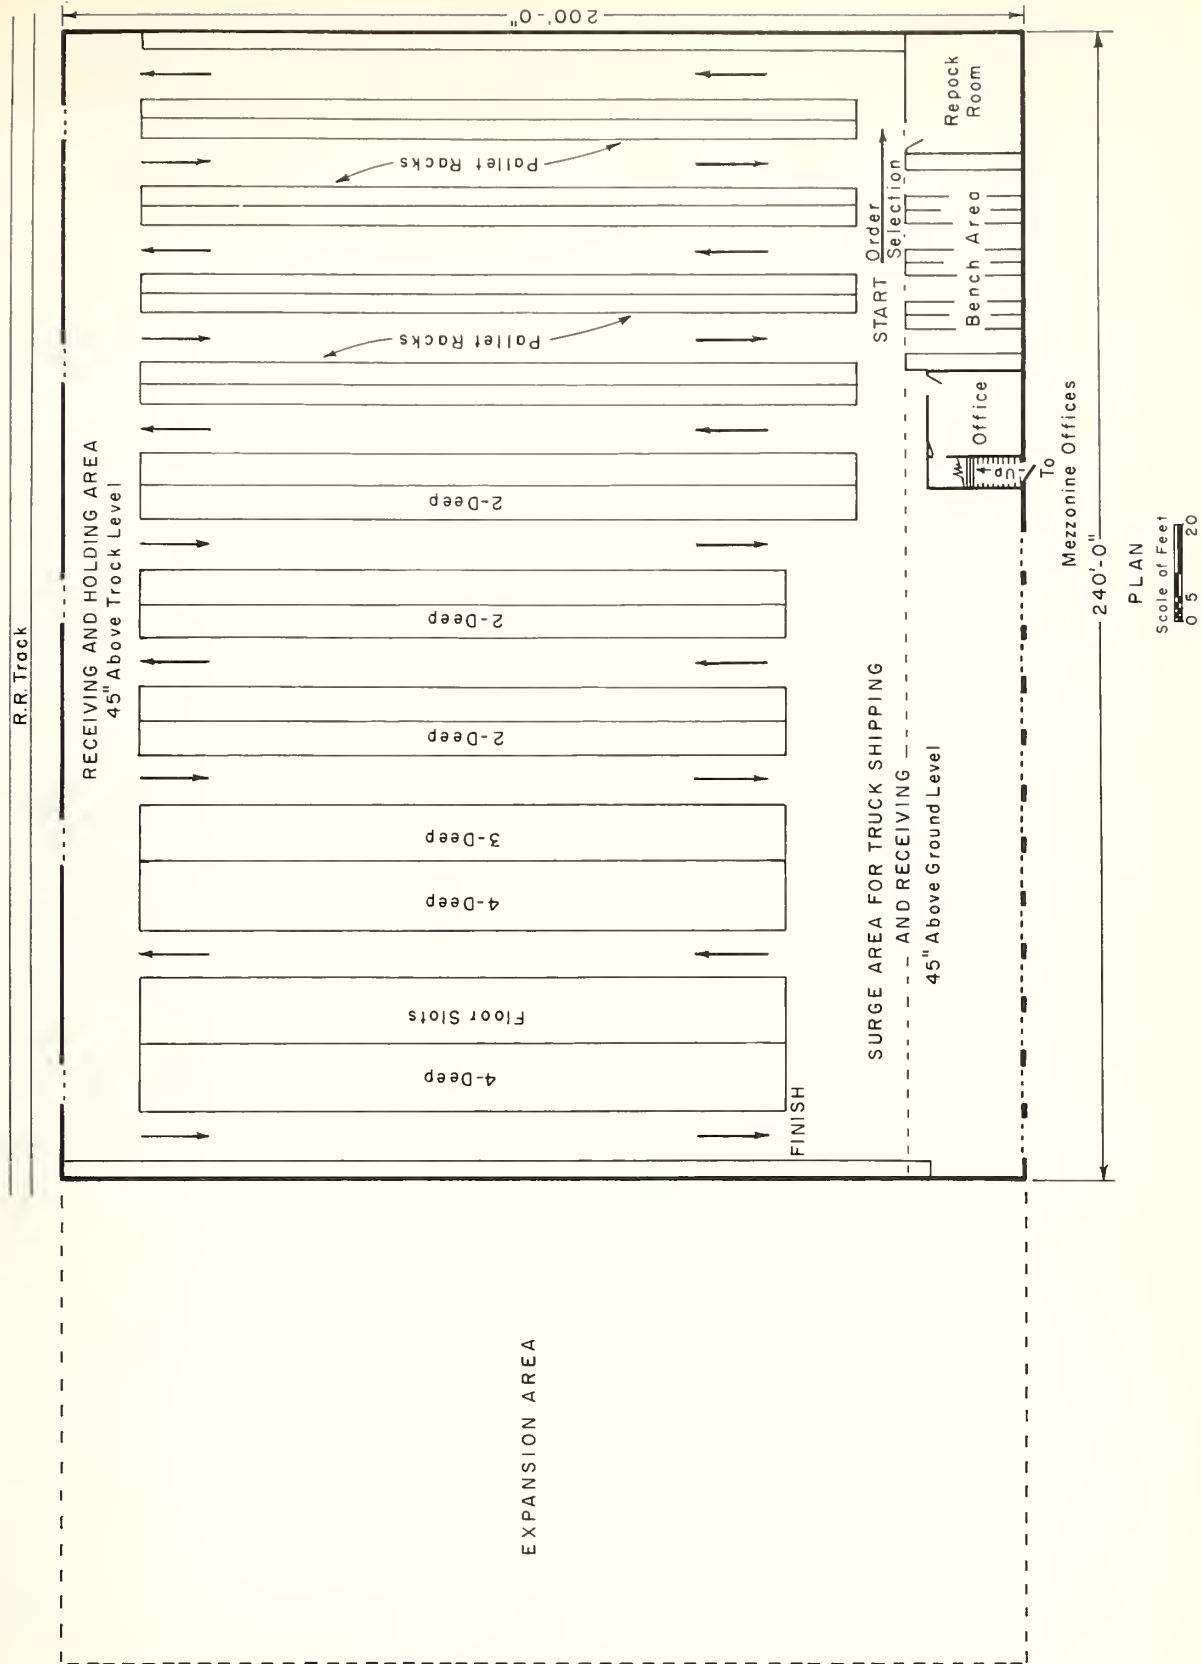 R.R. Track
200'-0"
RECEIVING AND HOLDING AREA
45" Above Track Level
Pallet Racks
Pallet Racks
2-Deep
2-Deep
2-Deep
3-Deep
4-Deep
Floor Slots
4-Deep
START
Order
Selection
Repack
Room
Bench Area
Office
Up
To
Mezzanine Offices
SURGE AREA FOR TRUCK SHIPPING
AND RECEIVING
45" Above Ground Level
FINISH
240'-0"
EXPANSION AREA
PLAN
Scale of Feet
0 5 20